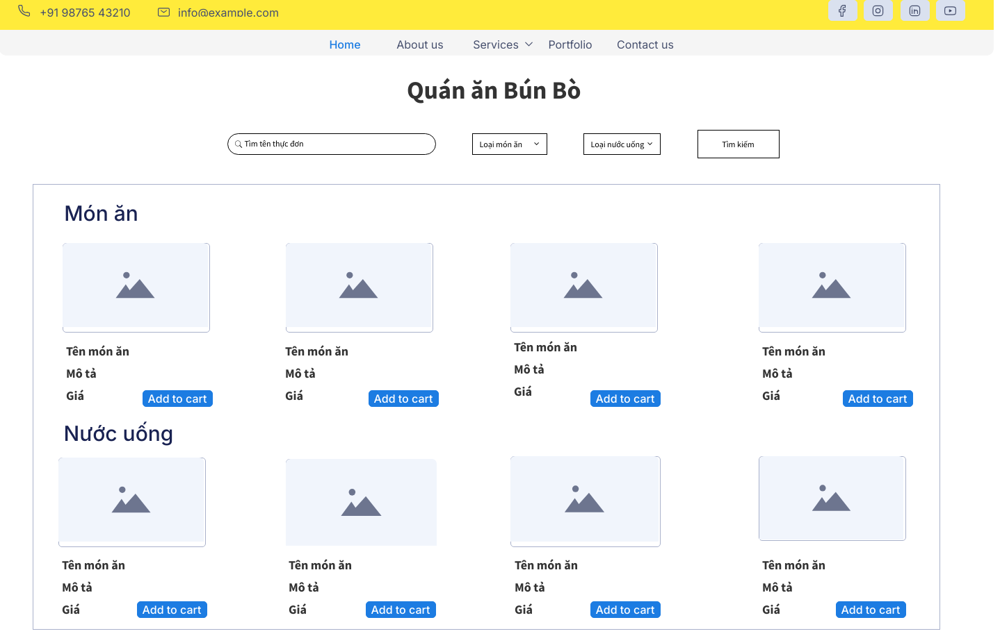 +91 98765 43210 info@example.com
Home About us Services Portfolio Contact us
Quán ăn Bún Bò
Tìm tên thực đơn Loại món ăn Loại nước uống Tìm kiếm
Món ăn
Tên món ăn Tên món ăn Tên món ăn Tên món ăn
Mô tả Mô tả Mô tả Mô tả
Giá Add to cart Giá Add to cart Giá Add to cart Giá Add to cart
Nước uống
Tên món ăn Tên món ăn Tên món ăn Tên món ăn
Mô tả Mô tả Mô tả Mô tả
Giá Add to cart Giá Add to cart Giá Add to cart Giá Add to cart